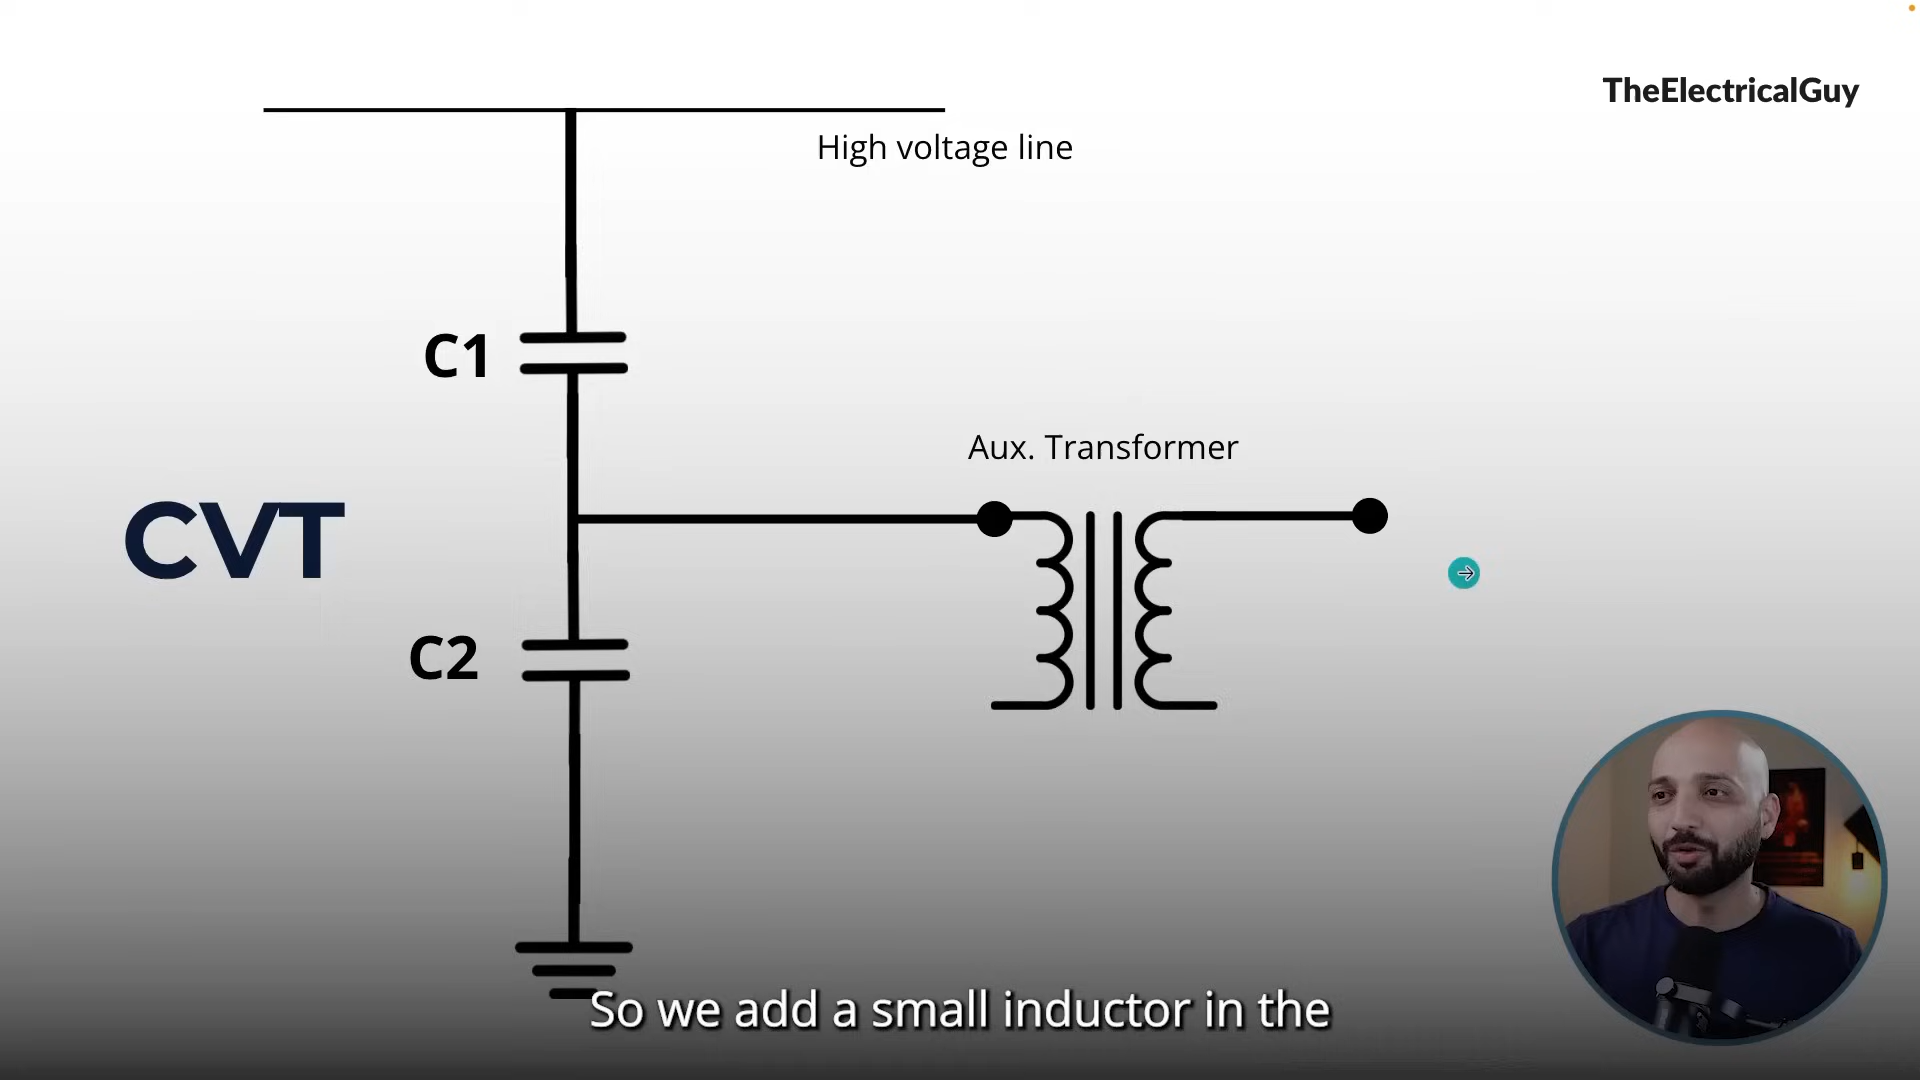 TheElectricalGuy
High voltage line
C1
Aux. Transformer
CVT
C2
So we add a small inductor in the